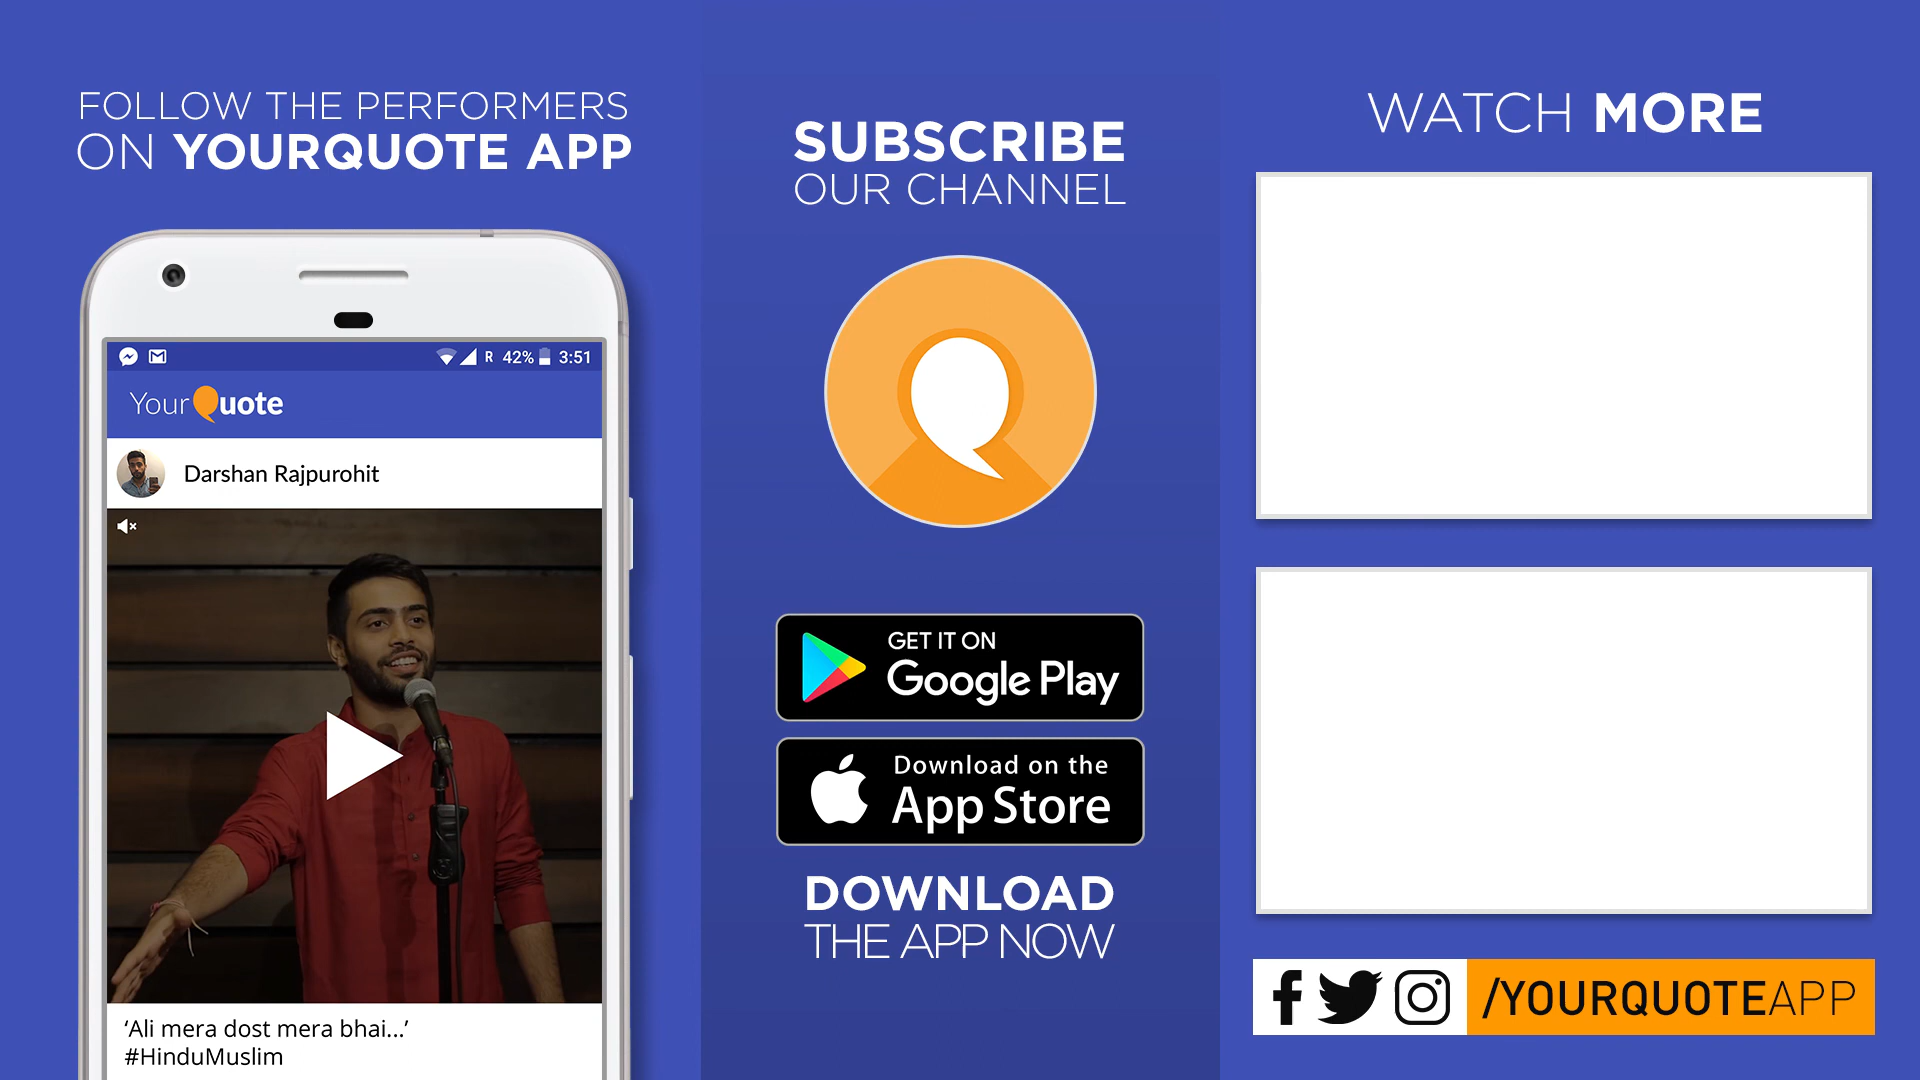 FOLLOW THE PERFORMERS
ON YOURQUOTE APP
R 42% 3:51
YourQuote
Darshan Rajpurohit
‘Ali mera dost mera bhai...’
#HinduMuslim
SUBSCRIBE
OUR CHANNEL
GET IT ON
Google Play
Download on the
App Store
DOWNLOAD
THE APP NOW
WATCH MORE
/YOURQUOTEAPP